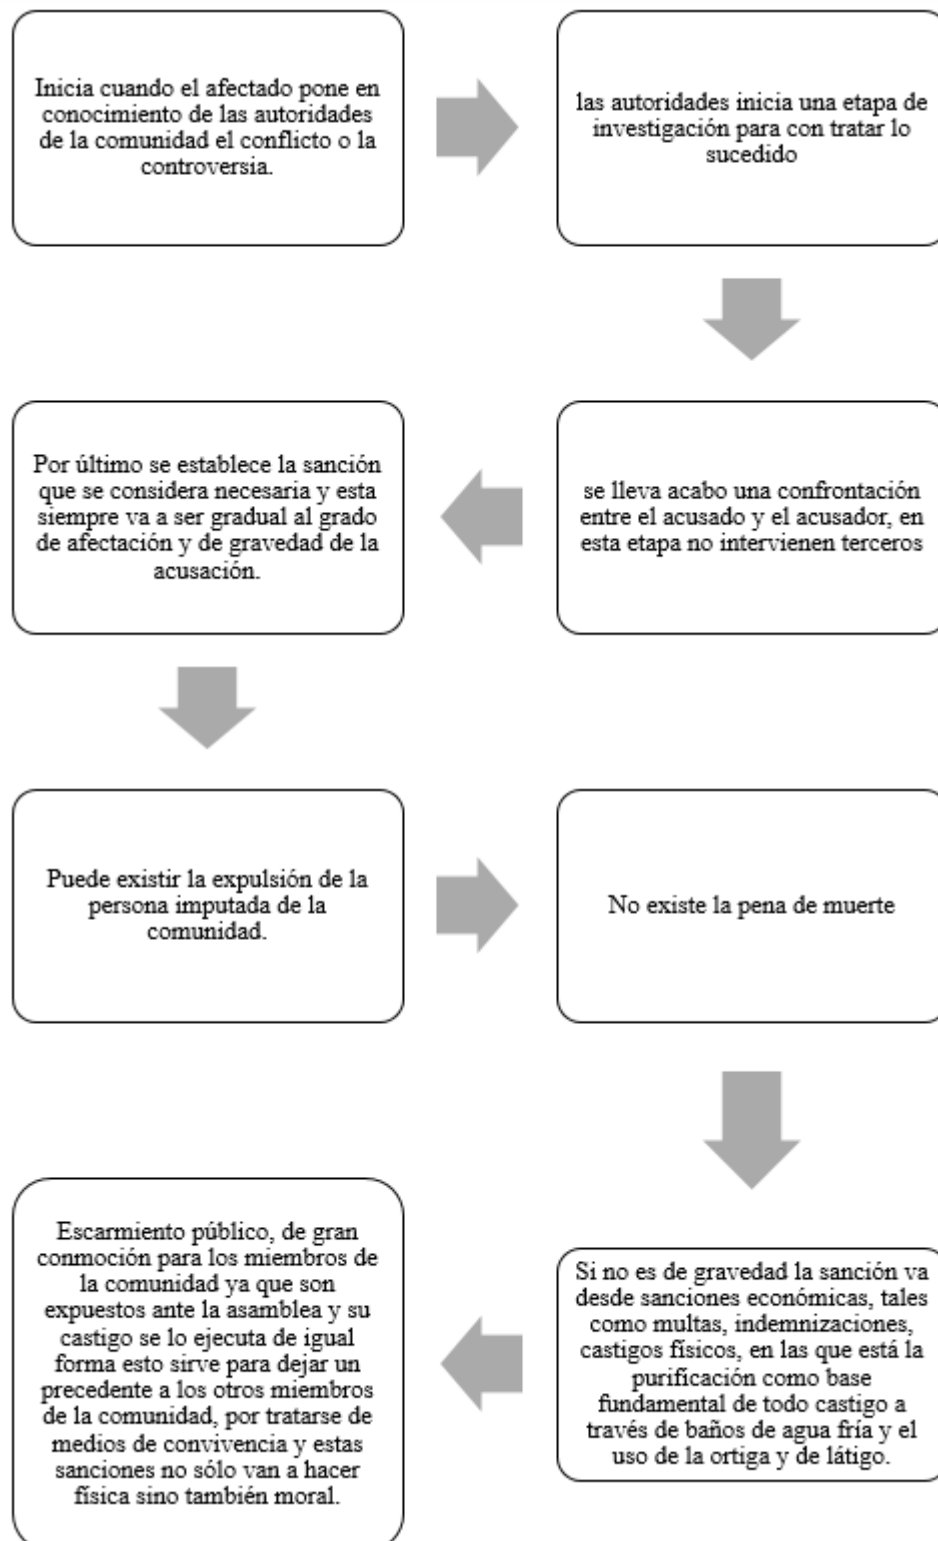 Inicia cuando el afectado pone en
conocimiento de las autoridades
de la comunidad el conflicto o la
controversia.
las autoridades inicia una etapa de
investigación para con tratar lo
sucedido
se lleva acabo una confrontación
entre el acusado y el acusador, en
esta etapa no intervienen terceros
Por último se establece la sanción
que se considera necesaria y esta
siempre va a ser gradual al grado
de afectación y de gravedad de la
acusación.
Puede existir la expulsión de la
persona imputada de la
comunidad.
No existe la pena de muerte
Si no es de gravedad la sanción va
desde sanciones económicas, tales
como multas, indemnizaciones,
castigos físicos, en las que está la
purificación como base
fundamental de todo castigo a
través de baños de agua fría y el
uso de la ortiga y de látigo.
Escarmiento público, de gran
conmoción para los miembros de
la comunidad ya que son
expuestos ante la asamblea y su
castigo se lo ejecuta de igual
forma esto sirve para dejar un
precedente a los otros miembros
de la comunidad, por tratarse de
medios de convivencia y estas
sanciones no sólo van a hacer
física sino también moral.